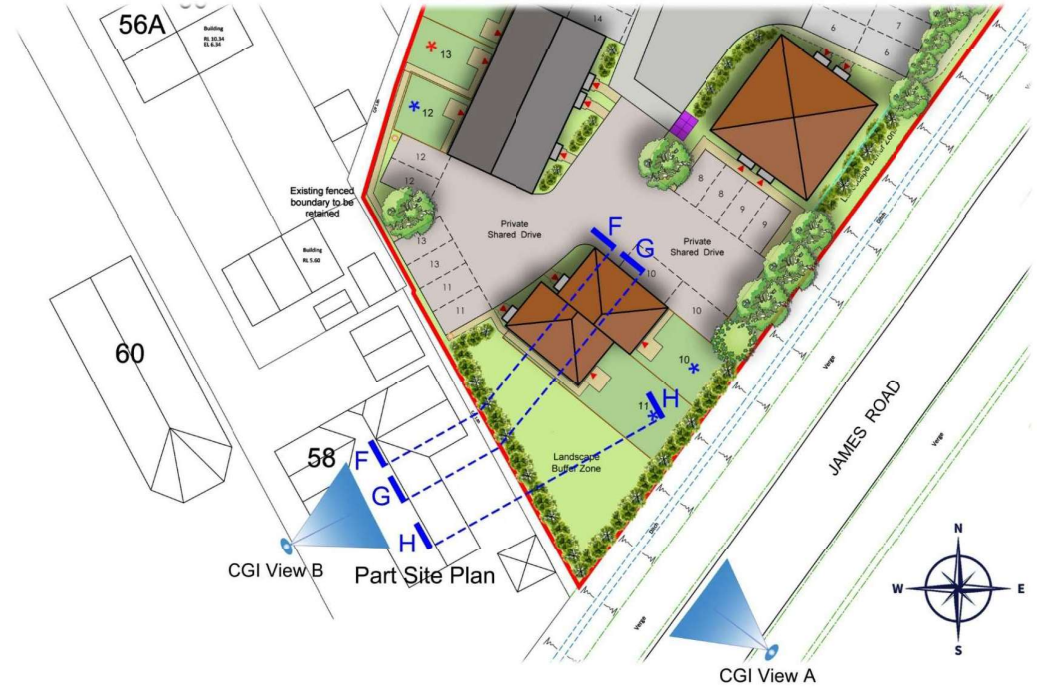 56A
Building
RL 10.34
EL 6.34
14
6
7
6
7
13
12
12
12
Existing fenced
boundary to be
retained
Building
RL 5.60
Private
Shared Drive
Private
Shared Drive
8
8
9
9
F
G
10
10
13
13
11
11
60
10
11
H
58
F
G
H
Landscape
Buffer Zone
JAMES ROAD
Verge
Verge
Verge
Verge
Ditch
CGI View B
Part Site Plan
CGI View A
N
W
E
S